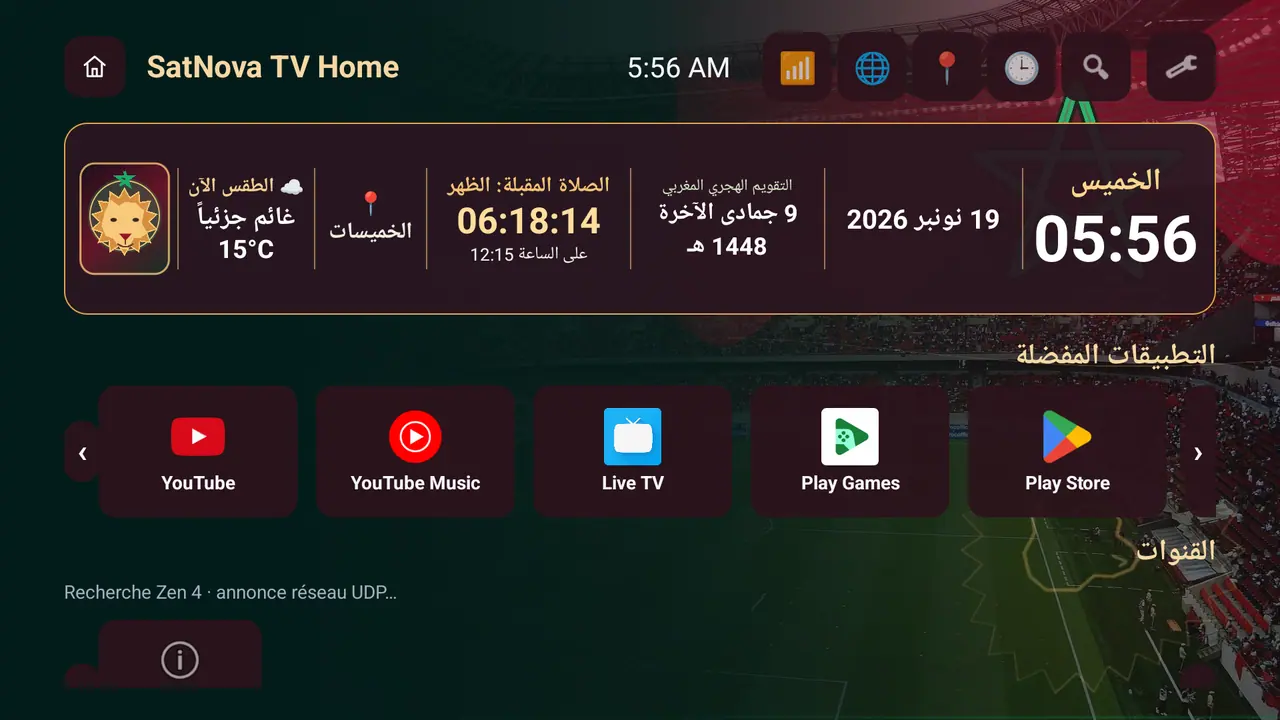 SatNova TV Home
5:56 AM
الخميس
05:56
19 نونبر 2026
التقويم الهجري المغربي
9 جمادى الآخرة
1448 هـ
الصلاة المقبلة: الظهر
06:18:14
على الساعة 12:15
الخميسات
الطقس الآن
غائم جزئياً
15°C
التطبيقات المفضلة
YouTube
YouTube Music
Live TV
Play Games
Play Store
القنوات
Recherche Zen 4 · annonce réseau UDP…